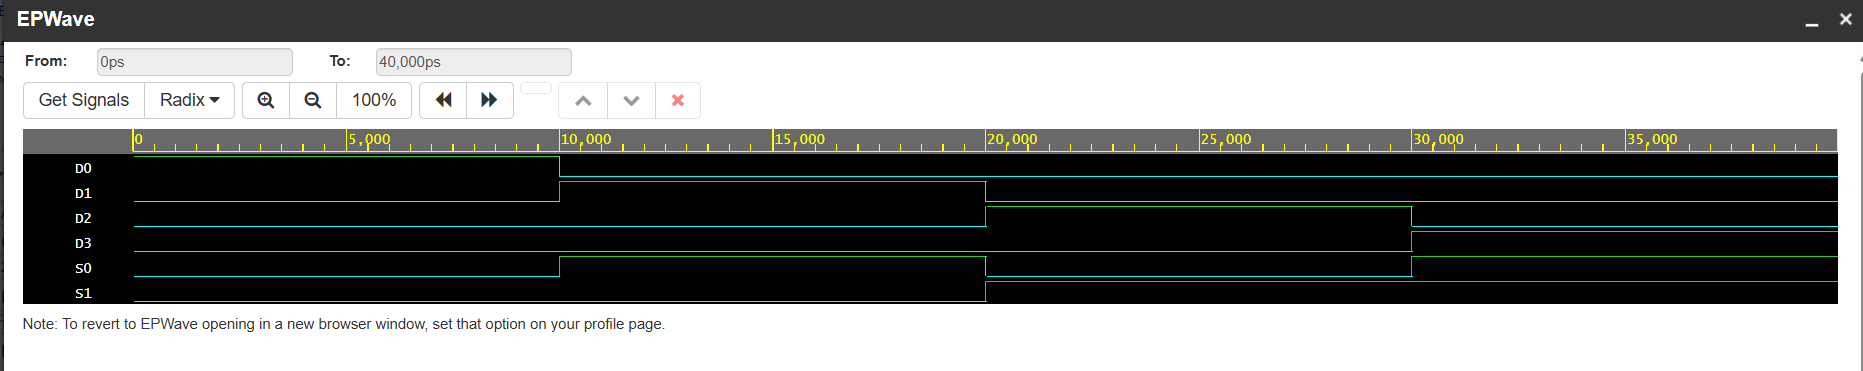 EPWave
From: 0ps To: 40,000ps
Get Signals Radix 100%
0 5,000 10,000 15,000 20,000 25,000 30,000 35,000
D0
D1
D2
D3
S0
S1
Note: To revert to EPWave opening in a new browser window, set that option on your profile page.